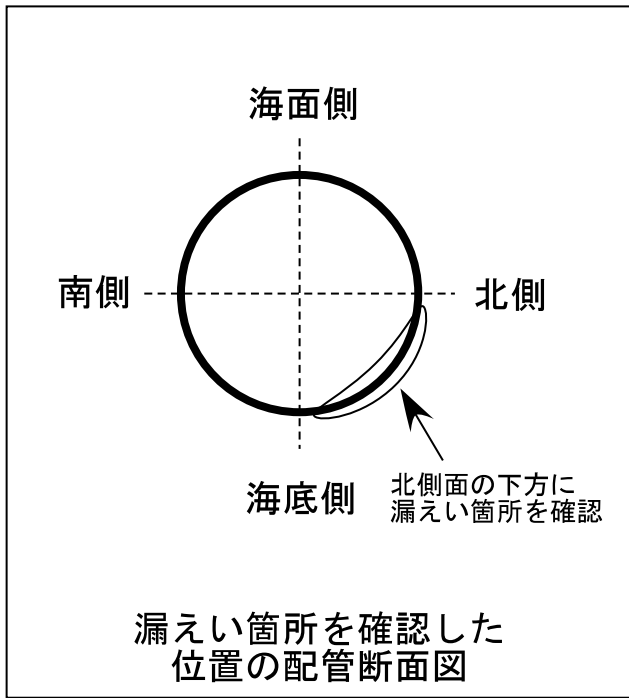 海面側
南側
北側
海底側
北側面の下方に
漏えい箇所を確認
漏えい箇所を確認した
位置の配管断面図